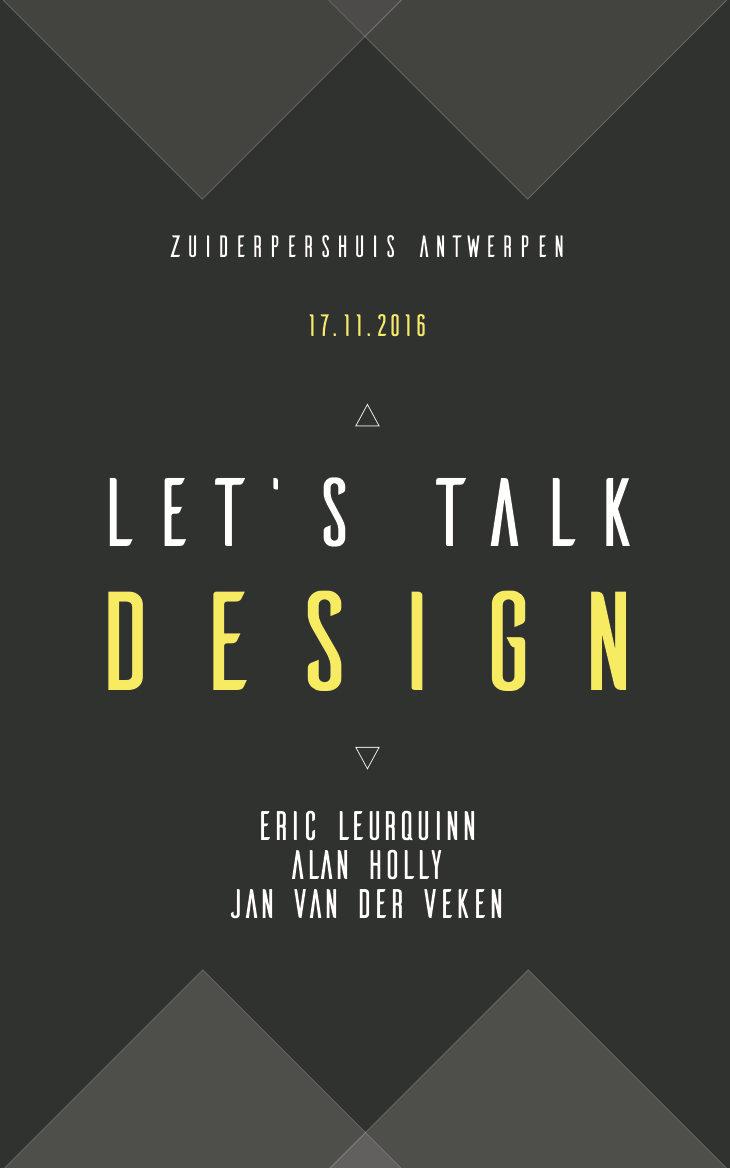 ZUIDERPERSHUIS ANTWERPEN
17.11.2016
LET'S TALK
DESIGN
ERIC LEURQUINN
ALAN HOLLY
JAN VAN DER VEKEN